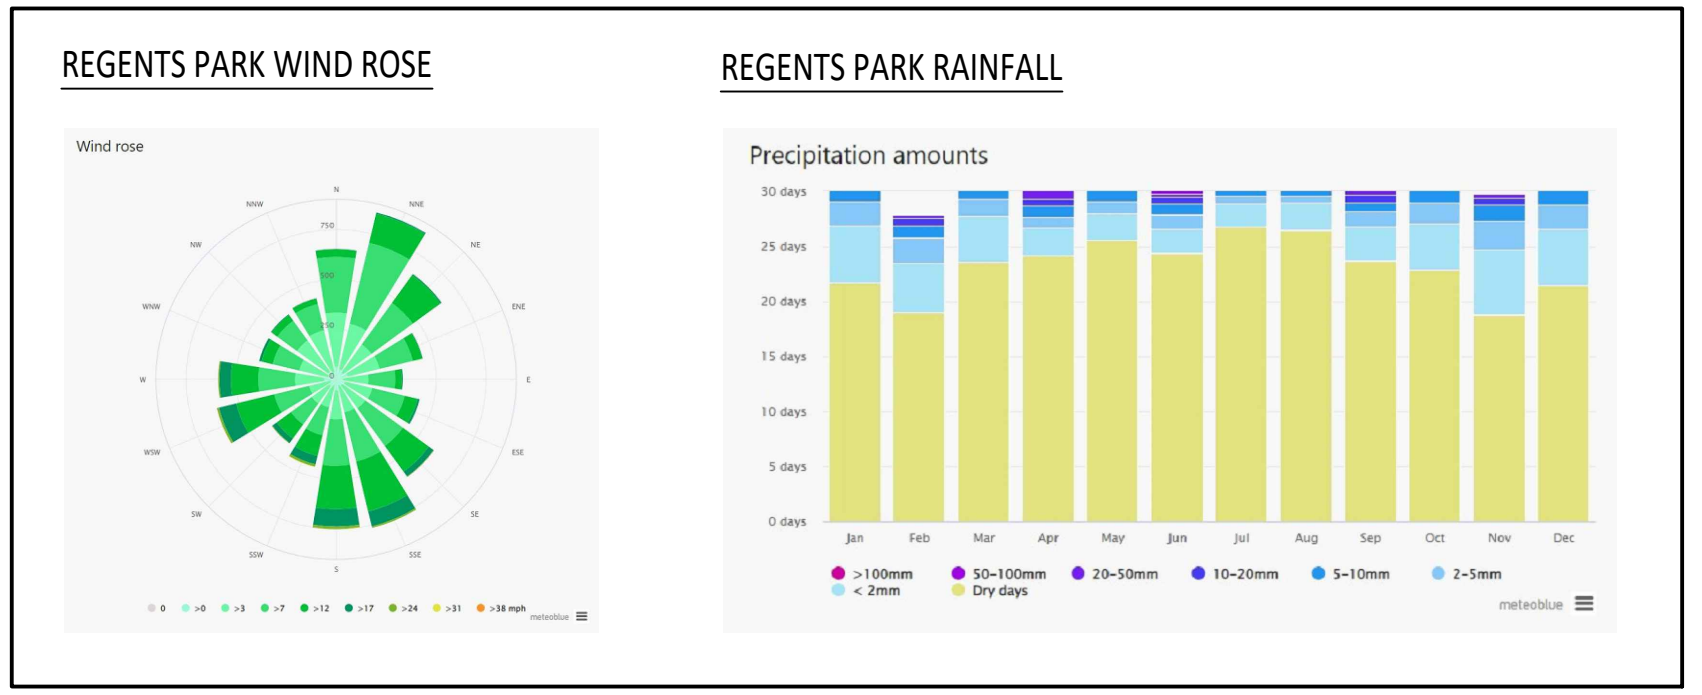 REGENTS PARK WIND ROSE
Wind rose
N
NNW
NNE
750
NW
NE
500
WNW
ENE
250
W
0
E
WSW
ESE
SW
SE
SSW
SSE
S
0 >0 >3 >7 >12 >17 >24 >31 >38 mph
meteoblue
REGENTS PARK RAINFALL
Precipitation amounts
30 days
25 days
20 days
15 days
10 days
5 days
0 days
Jan Feb Mar Apr May Jun Jul Aug Sep Oct Nov Dec
>100mm 50-100mm 20-50mm 10-20mm 5-10mm 2-5mm
< 2mm Dry days
meteoblue